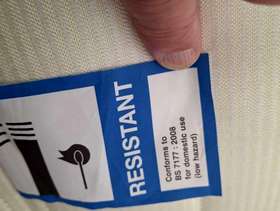 RESISTANT
Conforms to
BS 7177 : 2008
for domestic use
(low hazard)